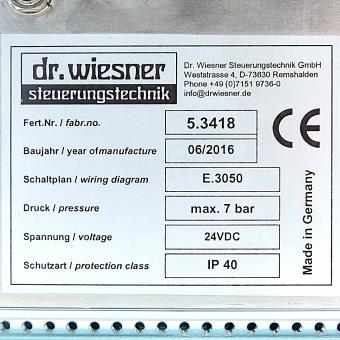 dr.wiesner
steuerungstechnik
Dr. Wiesner Steuerungstechnik GmbH
Weststrasse 4, D-73630 Remshalden
Phone +49 (0)7151 9736-0
info@drwiesner.de
Fert.Nr. / fabr.no. 5.3418
Baujahr / year of manufacture 06/2016
Schaltplan / wiring diagram E.3050
Druck / pressure max. 7 bar
Spannung / voltage 24VDC
Schutzart / protection class IP 40
CE
Made in Germany